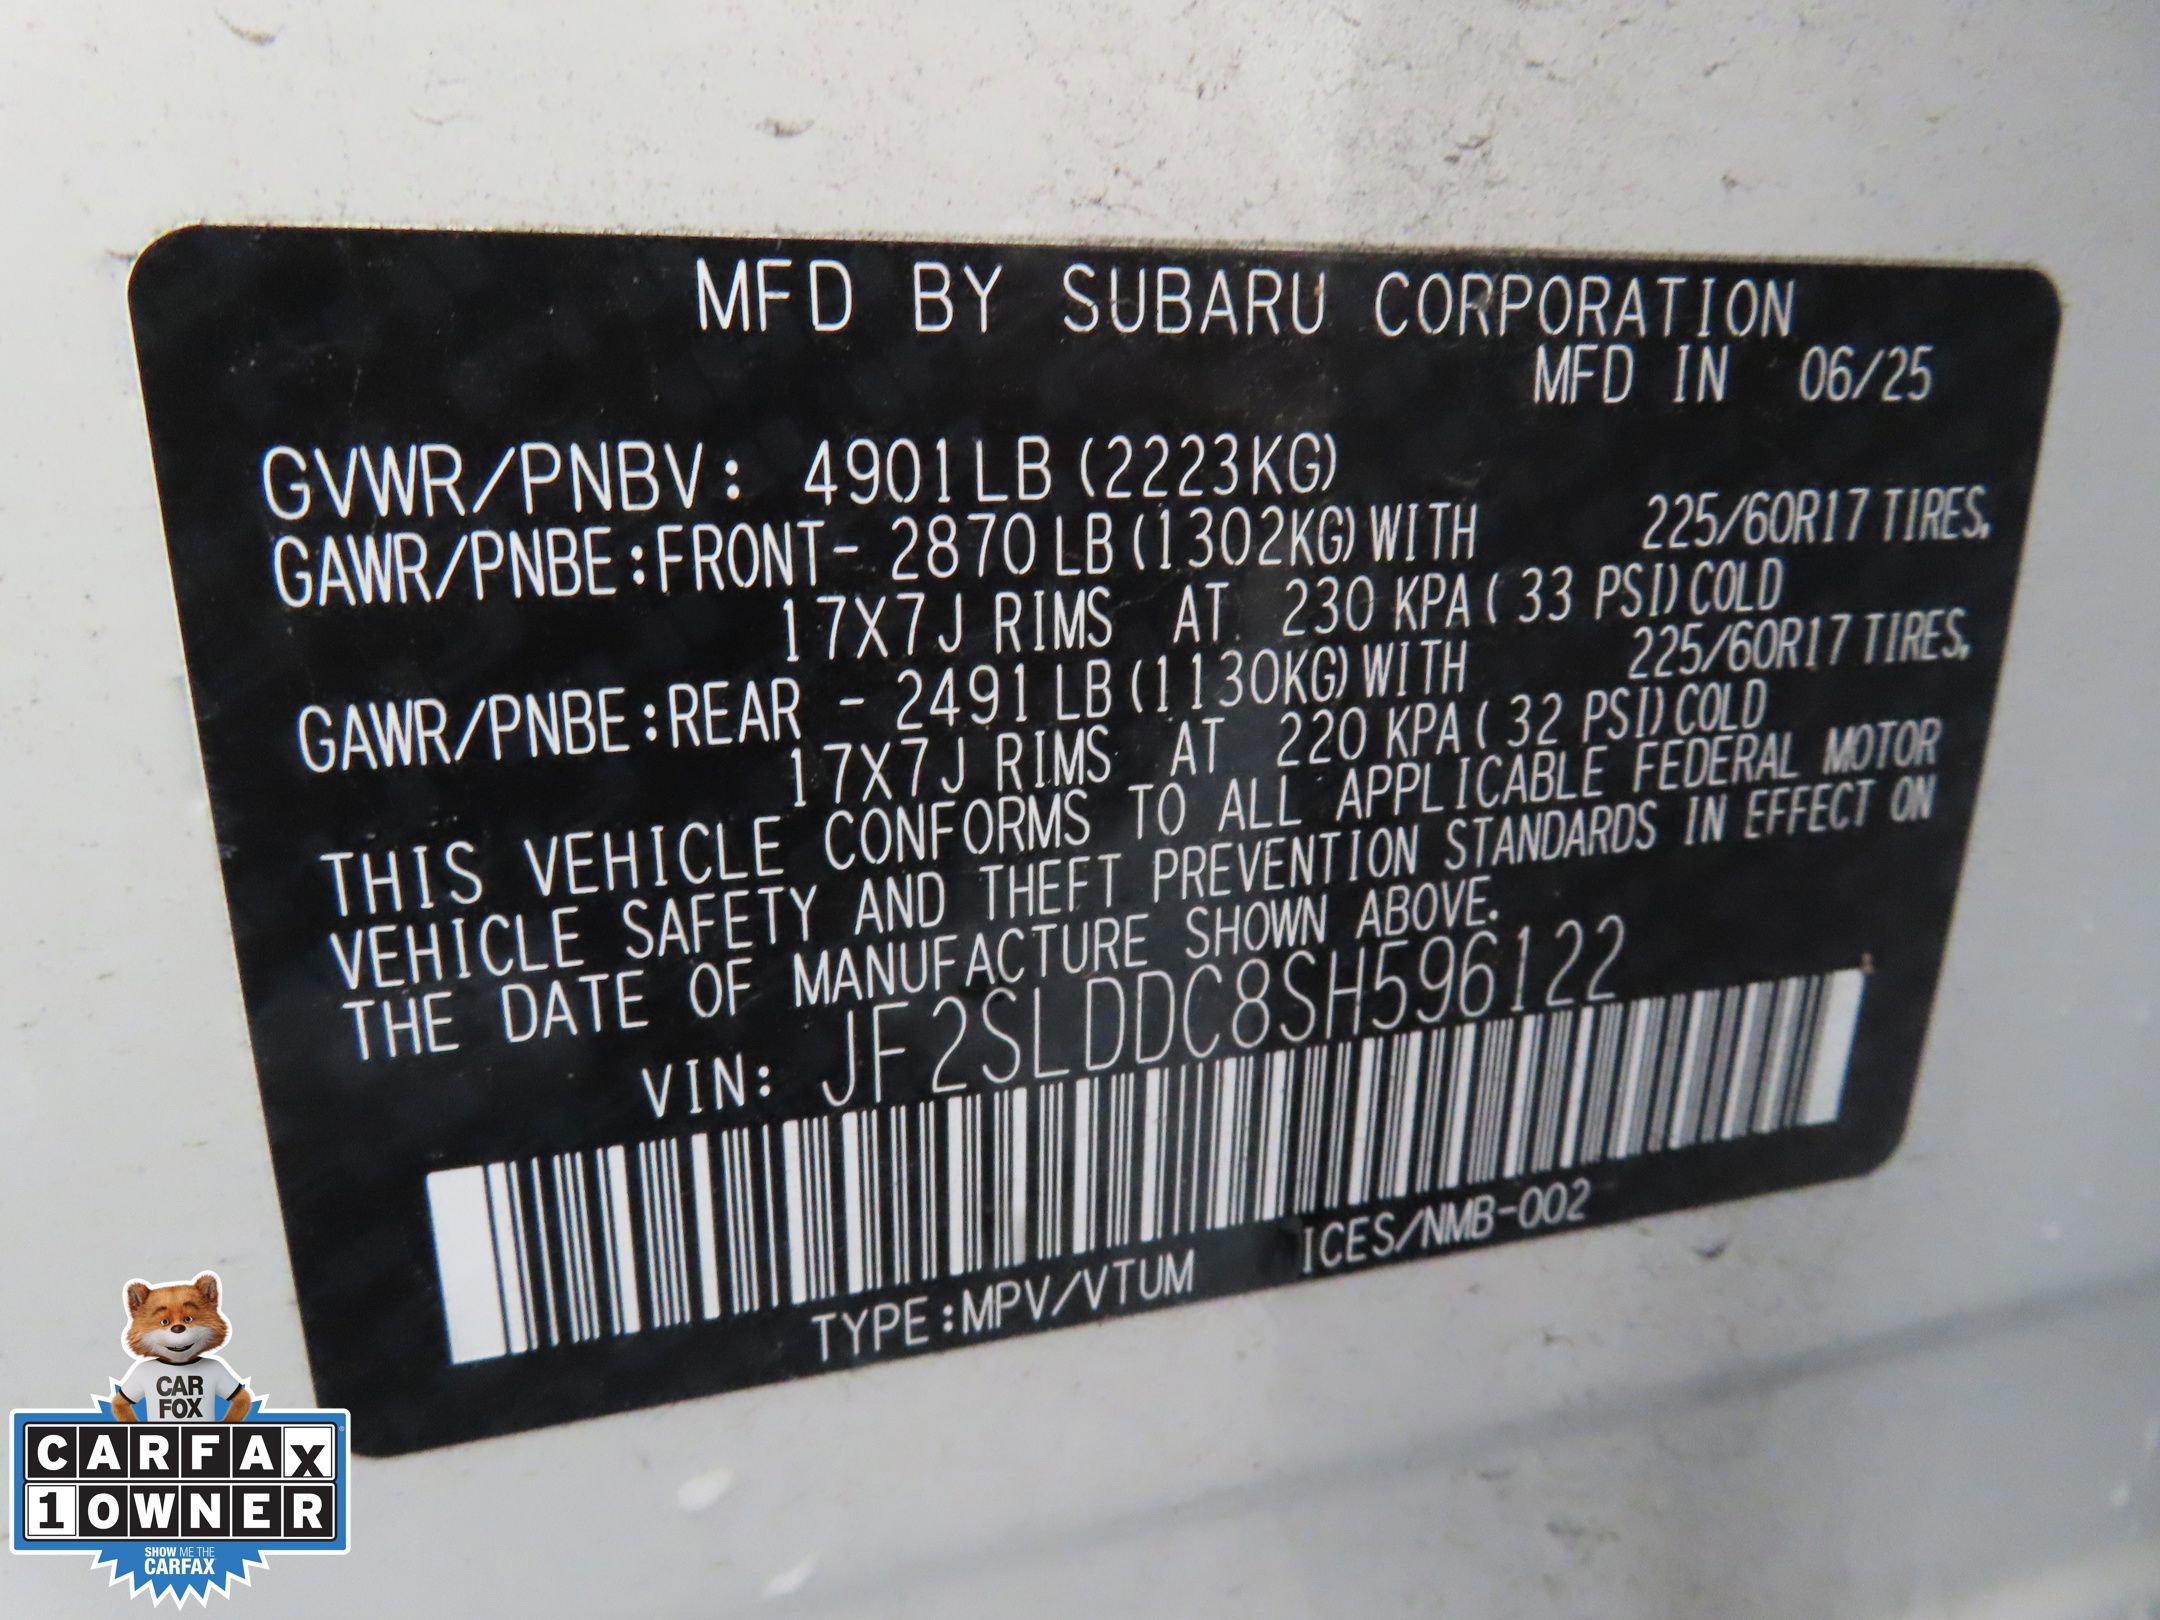 MFD BY SUBARU CORPORATION
MFD IN 06/25
GVWR/PNBV: 4901LB (2223KG)
GAWR/PNBE:FRONT- 2870LB(1302KG)WITH 225/60R17 TIRES,
17X7J RIMS AT 230 KPA( 33 PSI)COLD
GAWR/PNBE:REAR - 2491LB(1130KG)WITH 225/60R17 TIRES,
17X7J RIMS AT 220 KPA( 32 PSI)COLD
THIS VEHICLE CONFORMS TO ALL APPLICABLE FEDERAL MOTOR
VEHICLE SAFETY AND THEFT PREVENTION STANDARDS IN EFFECT ON
THE DATE OF MANUFACTURE SHOWN ABOVE.
VIN: JF2SLDDC8SH596122
TYPE:MPV/VTUM ICES/NMB-002
CAR
FOX
CARFAX
1 OWNER
SHOW ME THE
CARFAX